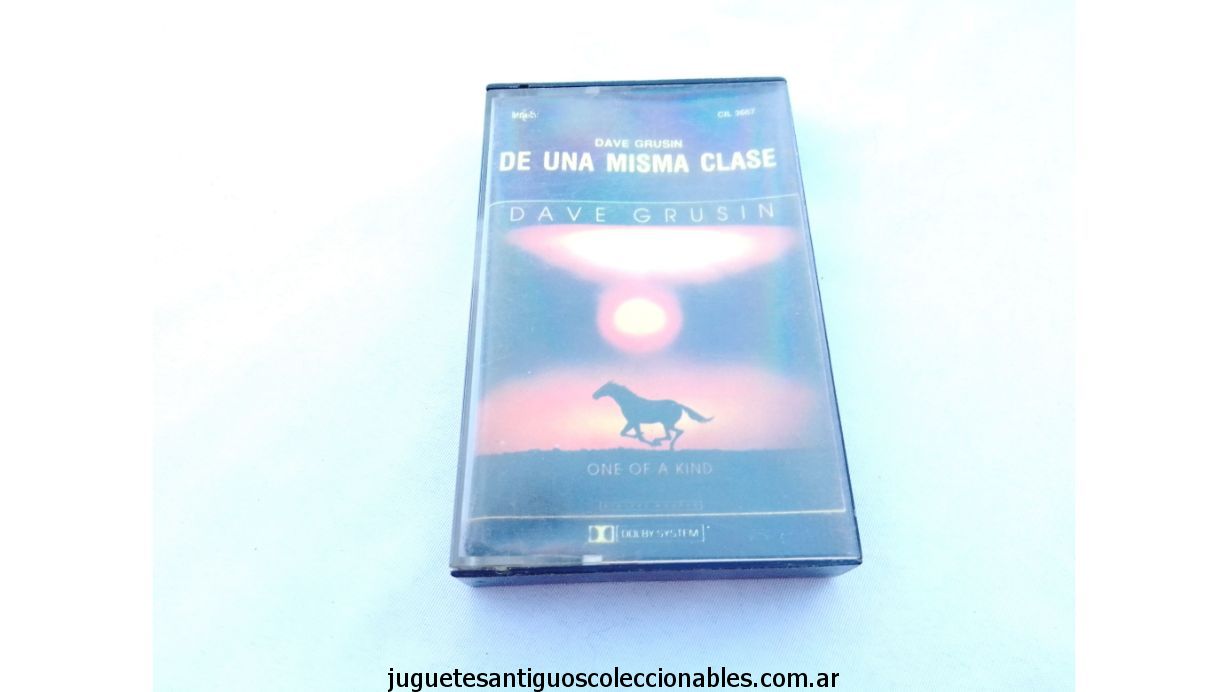 DAVE GRUSIN
DE UNA MISMA CLASE
DAVE GRUSIN
ONE OF A KIND
DOLBY SYSTEM
juguetesantiguoscoleccionables.com.ar